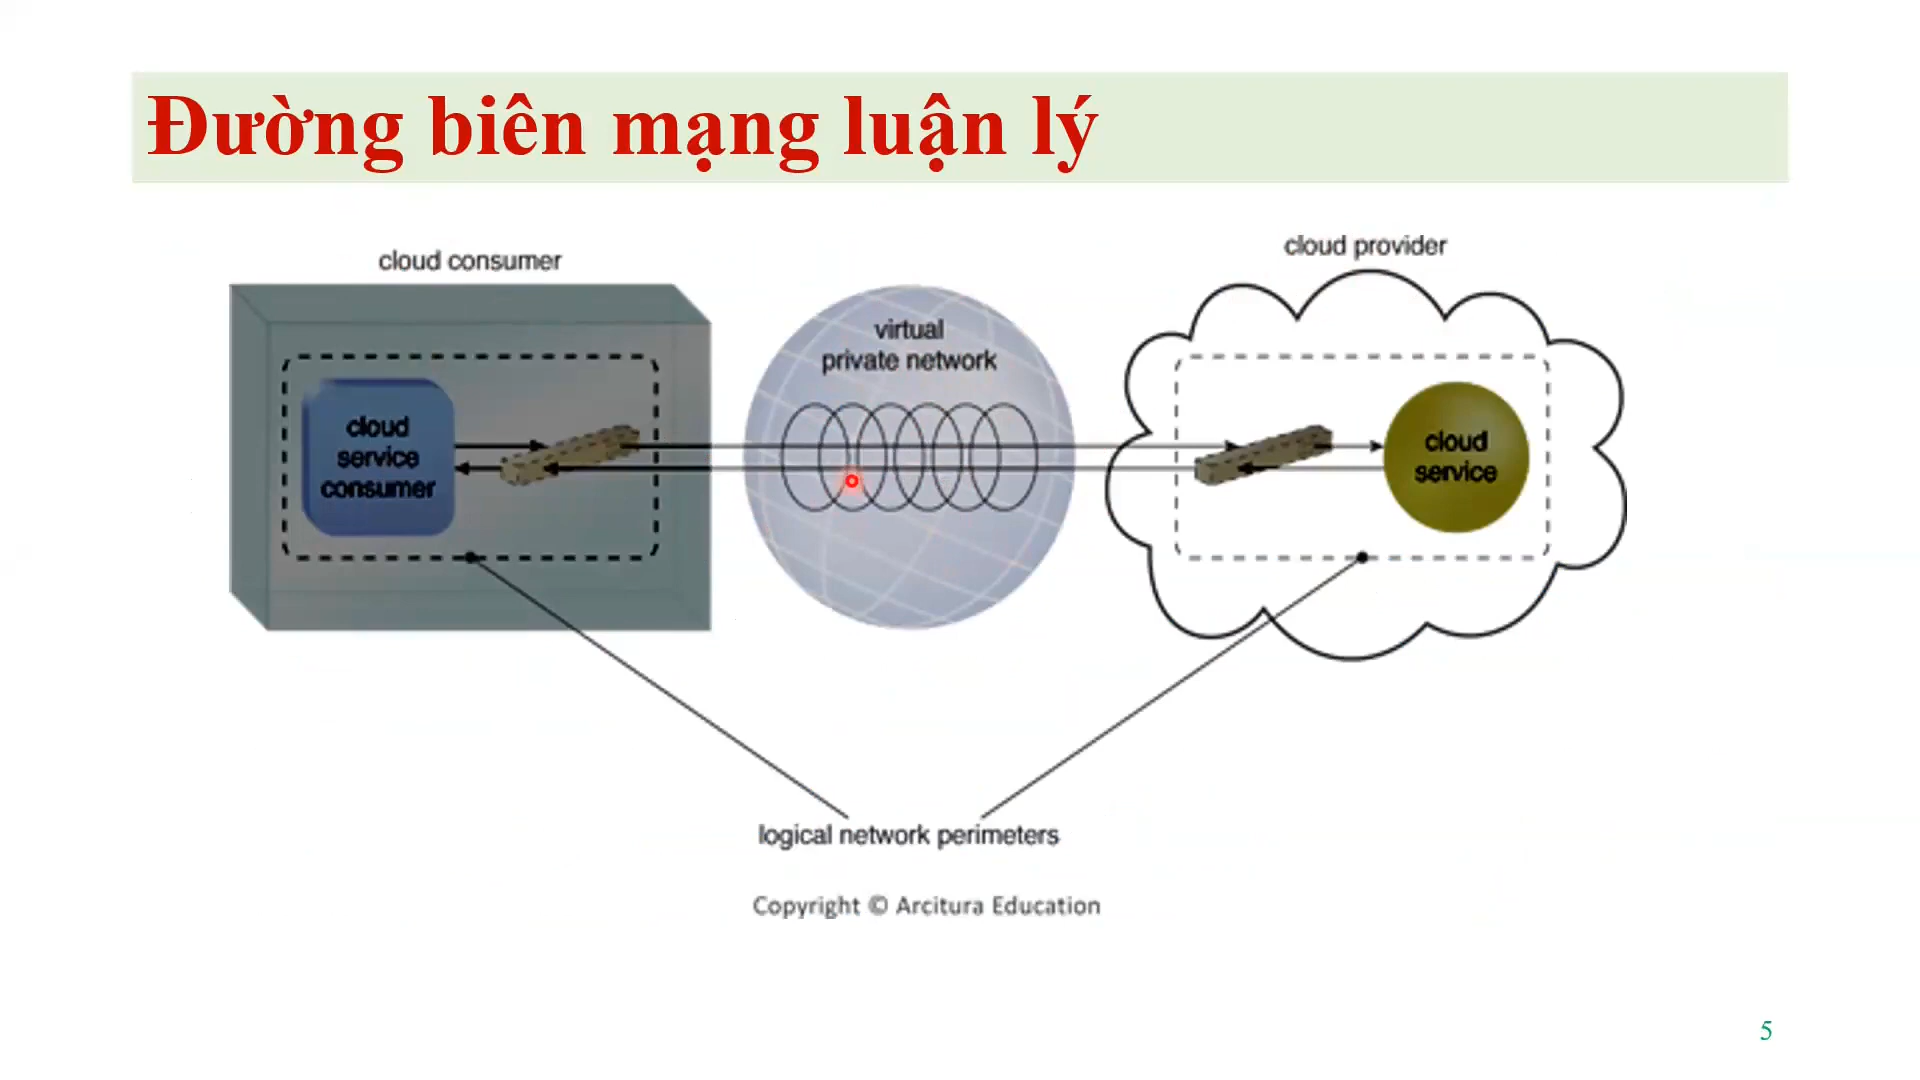 Đường biên mạng luận lý
cloud consumer
cloud provider
virtual
private network
cloud
service
consumer
cloud
service
logical network perimeters
Copyright © Arcitura Education
5